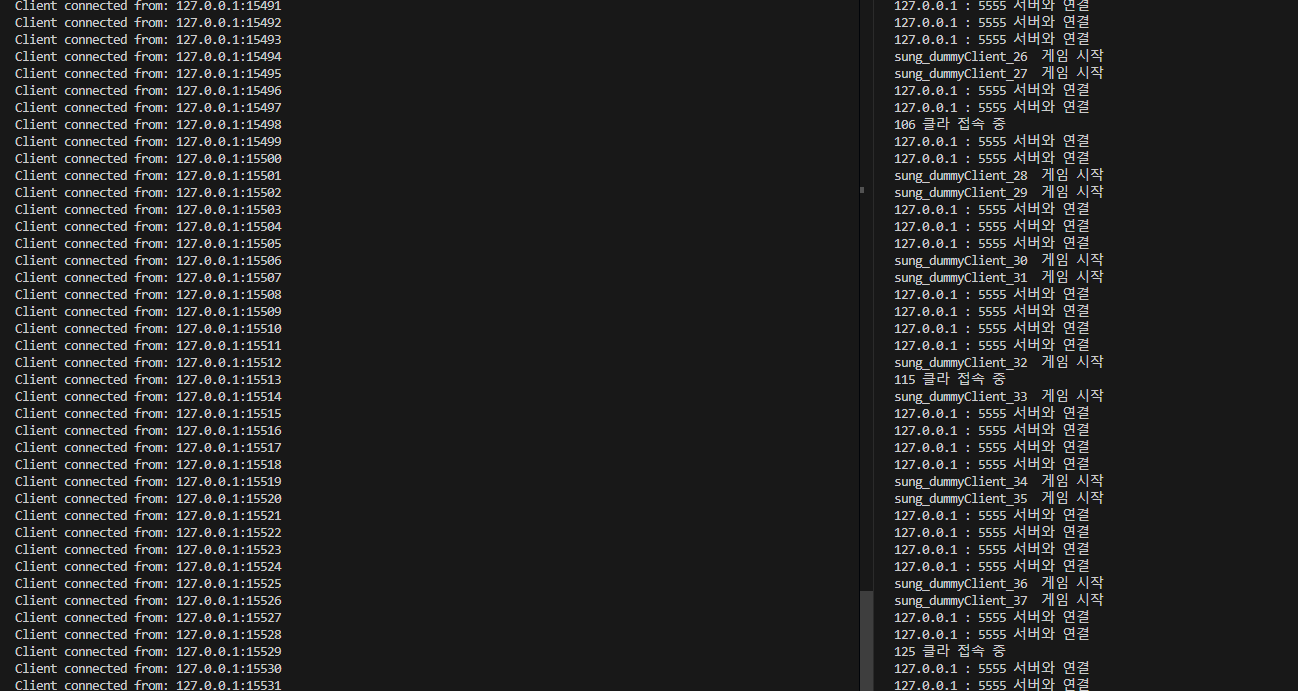 Client connected from: 127.0.0.1:15491
Client connected from: 127.0.0.1:15492
Client connected from: 127.0.0.1:15493
Client connected from: 127.0.0.1:15494
Client connected from: 127.0.0.1:15495
Client connected from: 127.0.0.1:15496
Client connected from: 127.0.0.1:15497
Client connected from: 127.0.0.1:15498
Client connected from: 127.0.0.1:15499
Client connected from: 127.0.0.1:15500
Client connected from: 127.0.0.1:15501
Client connected from: 127.0.0.1:15502
Client connected from: 127.0.0.1:15503
Client connected from: 127.0.0.1:15504
Client connected from: 127.0.0.1:15505
Client connected from: 127.0.0.1:15506
Client connected from: 127.0.0.1:15507
Client connected from: 127.0.0.1:15508
Client connected from: 127.0.0.1:15509
Client connected from: 127.0.0.1:15510
Client connected from: 127.0.0.1:15511
Client connected from: 127.0.0.1:15512
Client connected from: 127.0.0.1:15513
Client connected from: 127.0.0.1:15514
Client connected from: 127.0.0.1:15515
Client connected from: 127.0.0.1:15516
Client connected from: 127.0.0.1:15517
Client connected from: 127.0.0.1:15518
Client connected from: 127.0.0.1:15519
Client connected from: 127.0.0.1:15520
Client connected from: 127.0.0.1:15521
Client connected from: 127.0.0.1:15522
Client connected from: 127.0.0.1:15523
Client connected from: 127.0.0.1:15524
Client connected from: 127.0.0.1:15525
Client connected from: 127.0.0.1:15526
Client connected from: 127.0.0.1:15527
Client connected from: 127.0.0.1:15528
Client connected from: 127.0.0.1:15529
Client connected from: 127.0.0.1:15530
Client connected from: 127.0.0.1:15531
127.0.0.1 : 5555 서버와 연결
127.0.0.1 : 5555 서버와 연결
127.0.0.1 : 5555 서버와 연결
sung_dummyClient_26 게임 시작
sung_dummyClient_27 게임 시작
127.0.0.1 : 5555 서버와 연결
127.0.0.1 : 5555 서버와 연결
106 클라 접속 중
127.0.0.1 : 5555 서버와 연결
127.0.0.1 : 5555 서버와 연결
sung_dummyClient_28 게임 시작
sung_dummyClient_29 게임 시작
127.0.0.1 : 5555 서버와 연결
127.0.0.1 : 5555 서버와 연결
127.0.0.1 : 5555 서버와 연결
sung_dummyClient_30 게임 시작
sung_dummyClient_31 게임 시작
127.0.0.1 : 5555 서버와 연결
127.0.0.1 : 5555 서버와 연결
127.0.0.1 : 5555 서버와 연결
127.0.0.1 : 5555 서버와 연결
sung_dummyClient_32 게임 시작
115 클라 접속 중
sung_dummyClient_33 게임 시작
127.0.0.1 : 5555 서버와 연결
127.0.0.1 : 5555 서버와 연결
127.0.0.1 : 5555 서버와 연결
127.0.0.1 : 5555 서버와 연결
sung_dummyClient_34 게임 시작
sung_dummyClient_35 게임 시작
127.0.0.1 : 5555 서버와 연결
127.0.0.1 : 5555 서버와 연결
127.0.0.1 : 5555 서버와 연결
127.0.0.1 : 5555 서버와 연결
sung_dummyClient_36 게임 시작
sung_dummyClient_37 게임 시작
127.0.0.1 : 5555 서버와 연결
127.0.0.1 : 5555 서버와 연결
125 클라 접속 중
127.0.0.1 : 5555 서버와 연결
127.0.0.1 : 5555 서버와 연결